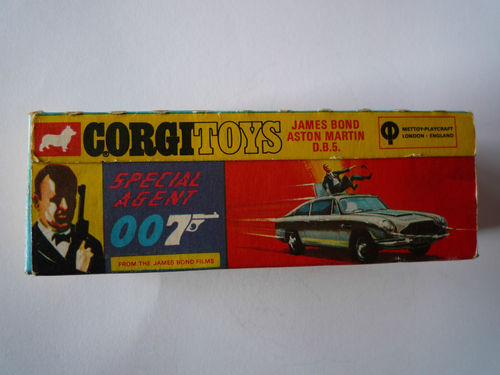 CORGI TOYS
JAMES BOND
ASTON MARTIN
D.B.5.
METTOY-PLAYCRAFT
LONDON · ENGLAND
SPECIAL
AGENT
007
FROM THE JAMES BOND FILMS